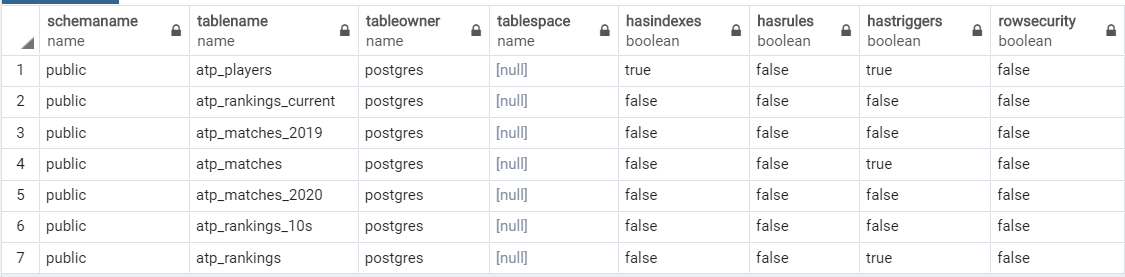 schemaname tablename tableowner tablespace hasindexes hasrules hastriggers rowsecurity
name name name name boolean boolean boolean boolean
1 public atp_players postgres [null] true false true false
2 public atp_rankings_current postgres [null] false false false false
3 public atp_matches_2019 postgres [null] false false false false
4 public atp_matches postgres [null] false false true false
5 public atp_matches_2020 postgres [null] false false false false
6 public atp_rankings_10s postgres [null] false false false false
7 public atp_rankings postgres [null] false false true false